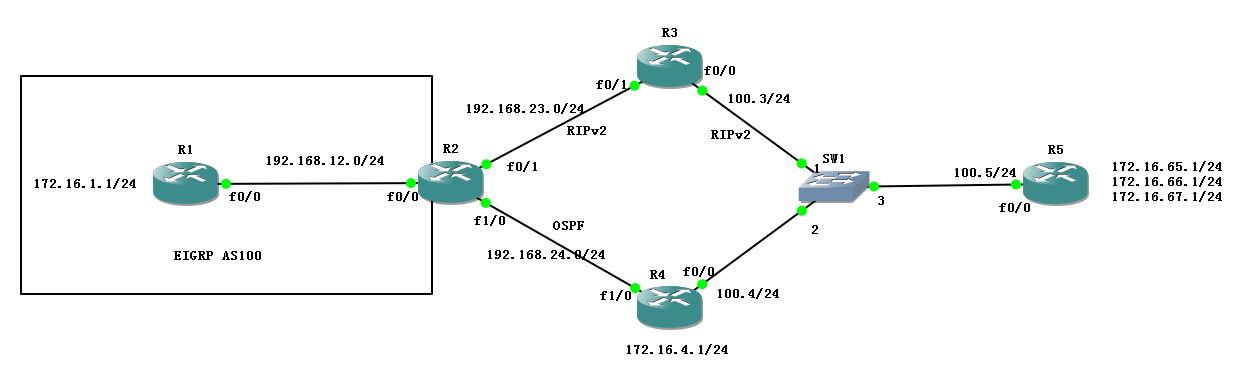 R3
f0/1
f0/0
192.168.23.0/24
100.3/24
RIPv2
RIPv2
R1
192.168.12.0/24
R2
SW1
R5
172.16.1.1/24
f0/0
f0/0
f0/1
1
100.5/24
172.16.65.1/24
172.16.66.1/24
172.16.67.1/24
3
f0/0
f1/0
OSPF
2
EIGRP AS100
192.168.24.0/24
R4
f0/0
f1/0
100.4/24
172.16.4.1/24